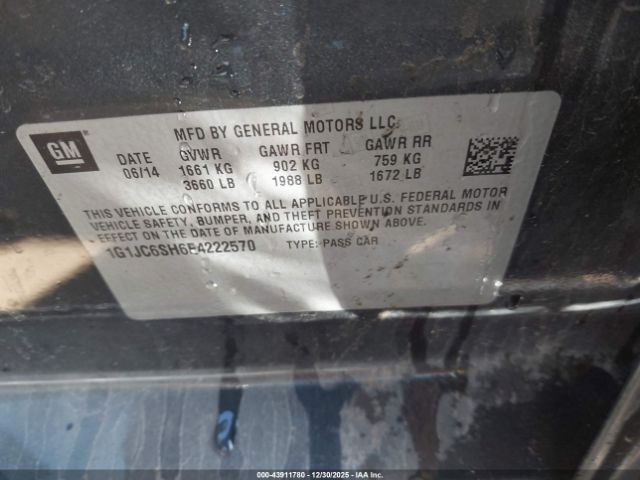 GM
MFD BY GENERAL MOTORS LLC
DATE GVWR GAWR FRT GAWR RR
06/14 1661 KG 902 KG 759 KG
3660 LB 1988 LB 1672 LB
THIS VEHICLE CONFORMS TO ALL APPLICABLE U.S. FEDERAL MOTOR
VEHICLE SAFETY, BUMPER, AND THEFT PREVENTION STANDARDS IN
EFFECT ON THE DATE OF MANUFACTURE SHOWN ABOVE.
1G1JC6SH6E4222570 TYPE: PASS CAR
000-43911780 - 12/30/2025 - IAA Inc.